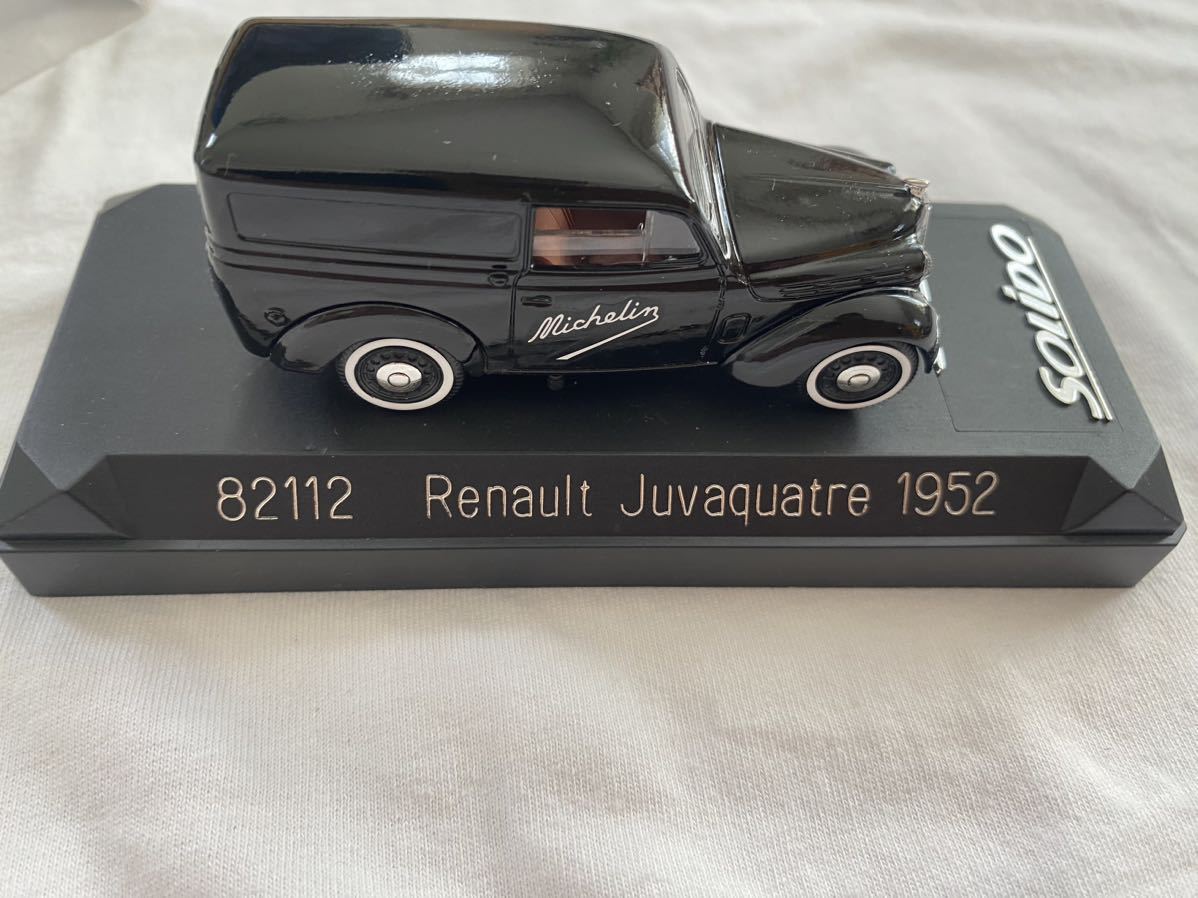 Michelin
solido
82112 Renault Juvaquatre 1952